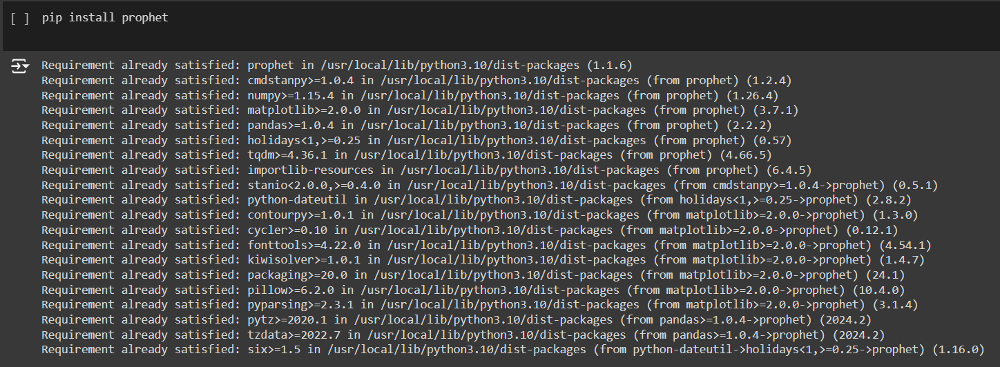 [ ] pip install prophet
Requirement already satisfied: prophet in /usr/local/lib/python3.10/dist-packages (1.1.6)
Requirement already satisfied: cmdstanpy>=1.0.4 in /usr/local/lib/python3.10/dist-packages (from prophet) (1.2.4)
Requirement already satisfied: numpy>=1.15.4 in /usr/local/lib/python3.10/dist-packages (from prophet) (1.26.4)
Requirement already satisfied: matplotlib>=2.0.0 in /usr/local/lib/python3.10/dist-packages (from prophet) (3.7.1)
Requirement already satisfied: pandas>=1.0.4 in /usr/local/lib/python3.10/dist-packages (from prophet) (2.2.2)
Requirement already satisfied: holidays<1,>=0.25 in /usr/local/lib/python3.10/dist-packages (from prophet) (0.57)
Requirement already satisfied: tqdm>=4.36.1 in /usr/local/lib/python3.10/dist-packages (from prophet) (4.66.5)
Requirement already satisfied: importlib-resources in /usr/local/lib/python3.10/dist-packages (from prophet) (6.4.5)
Requirement already satisfied: stanio<2.0.0,>=0.4.0 in /usr/local/lib/python3.10/dist-packages (from cmdstanpy>=1.0.4->prophet) (0.5.1)
Requirement already satisfied: python-dateutil in /usr/local/lib/python3.10/dist-packages (from holidays<1,>=0.25->prophet) (2.8.2)
Requirement already satisfied: contourpy>=1.0.1 in /usr/local/lib/python3.10/dist-packages (from matplotlib>=2.0.0->prophet) (1.3.0)
Requirement already satisfied: cycler>=0.10 in /usr/local/lib/python3.10/dist-packages (from matplotlib>=2.0.0->prophet) (0.12.1)
Requirement already satisfied: fonttools>=4.22.0 in /usr/local/lib/python3.10/dist-packages (from matplotlib>=2.0.0->prophet) (4.54.1)
Requirement already satisfied: kiwisolver>=1.0.1 in /usr/local/lib/python3.10/dist-packages (from matplotlib>=2.0.0->prophet) (1.4.7)
Requirement already satisfied: packaging>=20.0 in /usr/local/lib/python3.10/dist-packages (from matplotlib>=2.0.0->prophet) (24.1)
Requirement already satisfied: pillow>=6.2.0 in /usr/local/lib/python3.10/dist-packages (from matplotlib>=2.0.0->prophet) (10.4.0)
Requirement already satisfied: pyparsing>=2.3.1 in /usr/local/lib/python3.10/dist-packages (from matplotlib>=2.0.0->prophet) (3.1.4)
Requirement already satisfied: pytz>=2020.1 in /usr/local/lib/python3.10/dist-packages (from pandas>=1.0.4->prophet) (2024.2)
Requirement already satisfied: tzdata>=2022.7 in /usr/local/lib/python3.10/dist-packages (from pandas>=1.0.4->prophet) (2024.2)
Requirement already satisfied: six>=1.5 in /usr/local/lib/python3.10/dist-packages (from python-dateutil->holidays<1,>=0.25->prophet) (1.16.0)